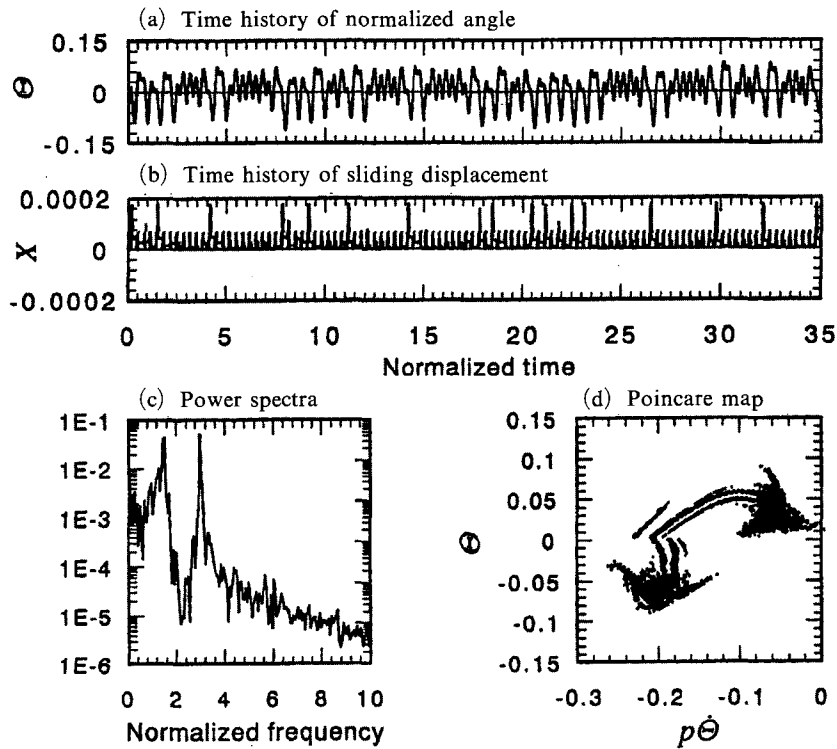 (a) Time history of normalized angle
0.15
Θ
0
-0.15
(b) Time history of sliding displacement
0.0002
X
0
-0.0002
0 5 10 15 20 25 30 35
Normalized time
(c) Power spectra
1E-1
1E-2
1E-3
1E-4
1E-5
1E-6
0 2 4 6 8 10
Normalized frequency
(d) Poincare map
0.15
0.1
0.05
Θ
0
-0.05
-0.1
-0.15
-0.3 -0.2 -0.1 0
pΘ̇